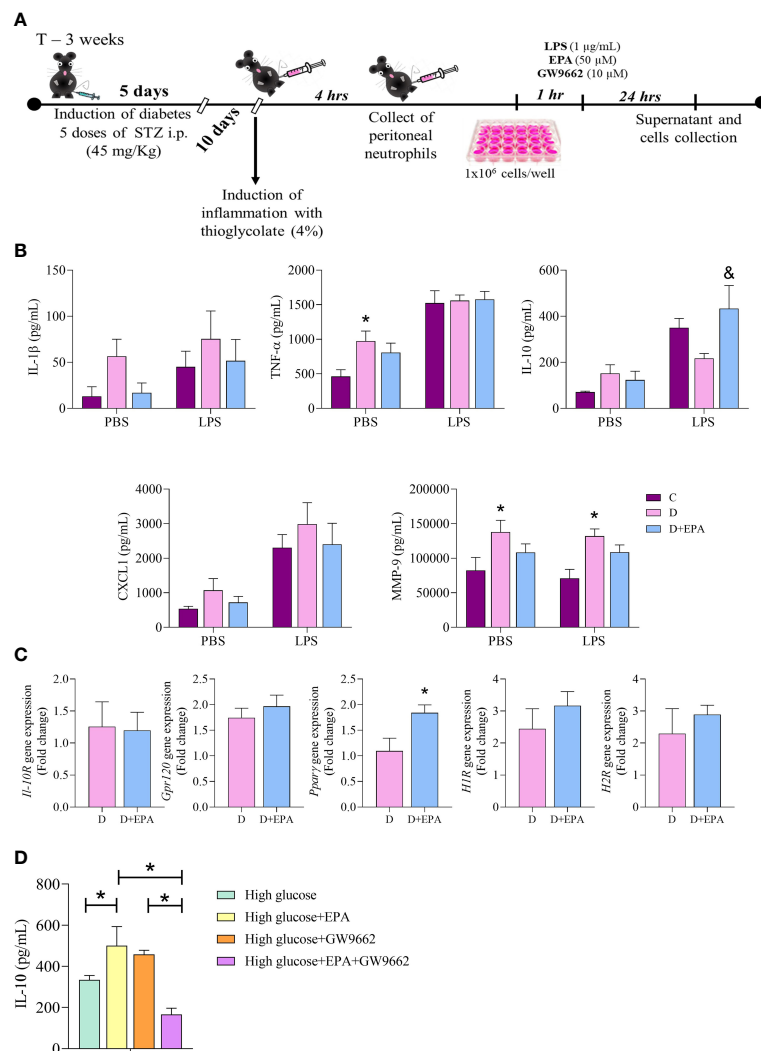 A
T – 3 weeks
5 days
Induction of diabetes
5 doses of STZ i.p.
(45 mg/Kg)
10 days
Induction of
inflammation with
thioglycolate (4%)
4 hrs
Collect of
peritoneal
neutrophils
LPS (1 µg/mL)
EPA (50 µM)
GW9662 (10 µM)
1 hr
1x10⁶ cells/well
24 hrs
Supernatant and
cells collection
B
IL-1β (pg/mL)
150
100
50
0
PBS
LPS
TNF-α (pg/mL)
2000
1500
1000
500
0
*
PBS
LPS
IL-10 (pg/mL)
600
400
200
0
&
PBS
LPS
CXCL1 (pg/mL)
4000
3000
2000
1000
0
PBS
LPS
MMP-9 (pg/mL)
200000
150000
100000
50000
0
*
*
PBS
LPS
C
D
D+EPA
C
Il-10R gene expression
(Fold change)
2.0
1.5
1.0
0.5
0.0
D
D+EPA
Gpr120 gene expression
(Fold change)
2.5
2.0
1.5
1.0
0.5
0.0
D
D+EPA
Pparγ gene expression
(Fold change)
2.5
2.0
1.5
1.0
0.5
0.0
*
D
D+EPA
H1R gene expression
(Fold change)
4
3
2
1
0
D
D+EPA
H2R gene expression
(Fold change)
4
3
2
1
0
D
D+EPA
D
IL-10 (pg/mL)
800
600
400
200
0
*
*
*
High glucose
High glucose+EPA
High glucose+GW9662
High glucose+EPA+GW9662